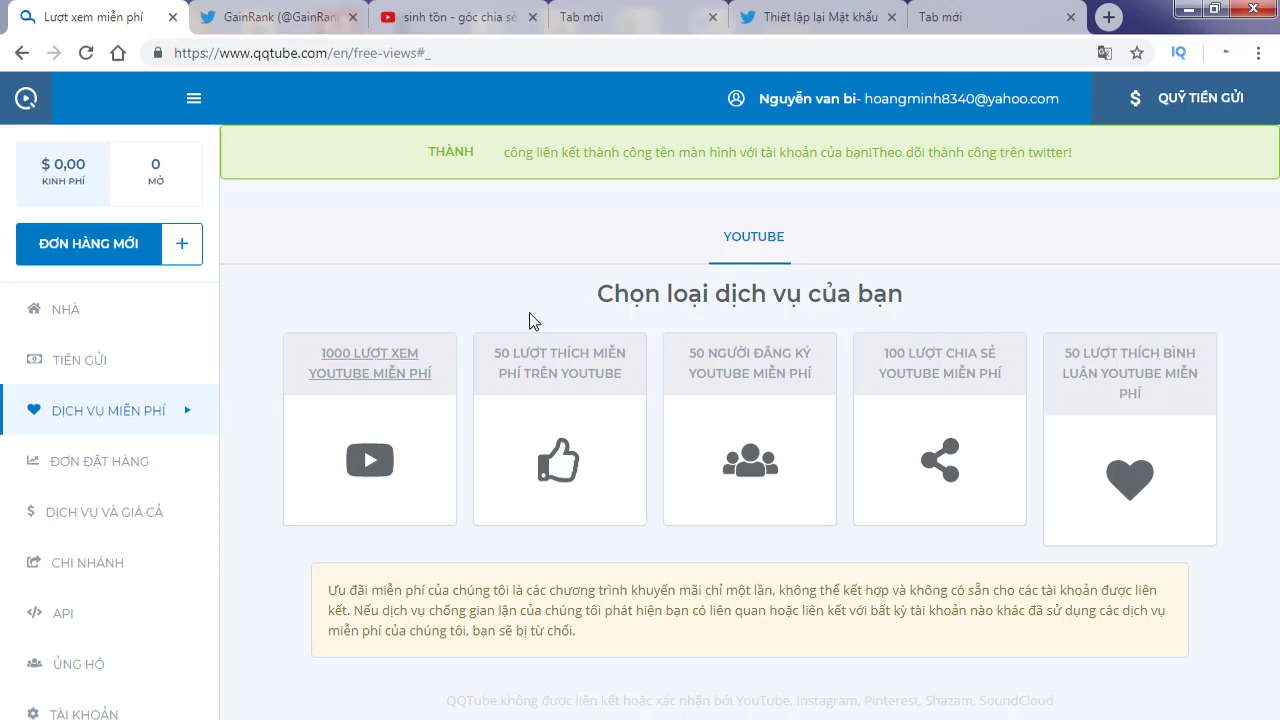 Lượt xem miễn phí
GainRank (@GainRank
sinh tồn - góc chia sẻ
Tab mới
Thiết lập lại Mật khẩu
Tab mới
https://www.qqtube.com/en/free-views#_
IQ
Nguyễn van bi- hoangminh8340@yahoo.com
$ QUỸ TIỀN GỬI
THÀNH công liên kết thành công tên màn hình với tài khoản của bạn!Theo dõi thành công trên twitter!
$ 0,00
KINH PHÍ
0
MỞ
ĐƠN HÀNG MỚI +
NHÀ
TIỀN GỬI
DỊCH VỤ MIỄN PHÍ
ĐƠN ĐẶT HÀNG
$ DỊCH VỤ VÀ GIÁ CẢ
CHI NHÁNH
</> API
ỦNG HỘ
TÀI KHOẢN
YOUTUBE
Chọn loại dịch vụ của bạn
1000 LƯỢT XEM
YOUTUBE MIỄN PHÍ
50 LƯỢT THÍCH MIỄN
PHÍ TRÊN YOUTUBE
50 NGƯỜI ĐĂNG KÝ
YOUTUBE MIỄN PHÍ
100 LƯỢT CHIA SẺ
YOUTUBE MIỄN PHÍ
50 LƯỢT THÍCH BÌNH
LUẬN YOUTUBE MIỄN
PHÍ
Ưu đãi miễn phí của chúng tôi là các chương trình khuyến mãi chỉ một lần, không thể kết hợp và không có sẵn cho các tài khoản được liên
kết. Nếu dịch vụ chống gian lận của chúng tôi phát hiện bạn có liên quan hoặc liên kết với bất kỳ tài khoản nào khác đã sử dụng các dịch vụ
miễn phí của chúng tôi, bạn sẽ bị từ chối.
QQTube không được liên kết hoặc xác nhận bởi YouTube, Instagram, Pinterest, Shazam, SoundCloud